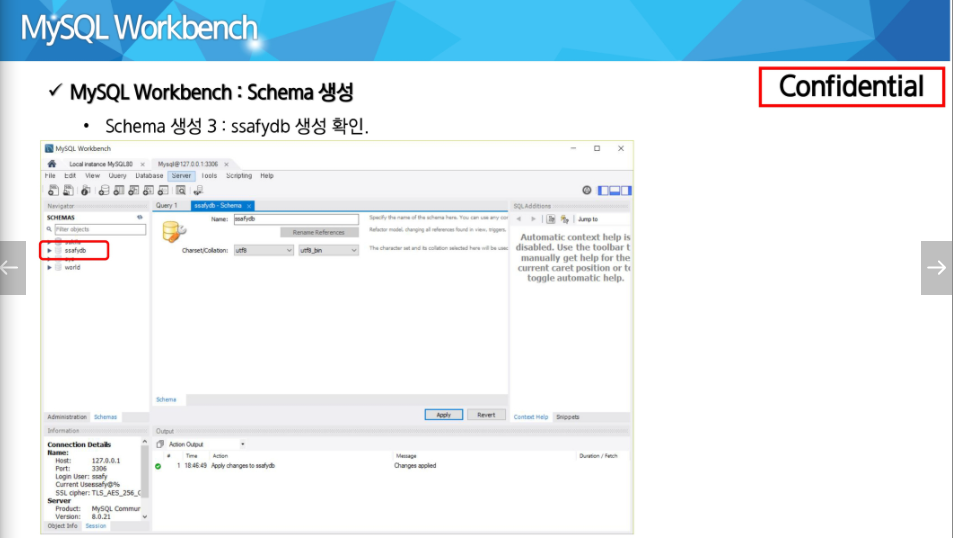 MySQL Workbench
✓ MySQL Workbench : Schema 생성
Confidential
• Schema 생성 3 : ssafydb 생성 확인.
MySQL Workbench
Local instance MySQL80 × Mysql@127.0.0.1:3306 ×
File Edit View Query Database Server Tools Scripting Help
Navigator
SCHEMAS
Filter objects
ssafydb
world
Administration Schemas
Query 1 ssafydb - Schema ×
Name: ssafydb
Specify the name of the schema here. You can use any
Rename References
Refactor model, changing all references found in view, triggers,
Charset/Collation: utf8 utf8_bin
The character set and its collation selected here will be used
Schema
Apply Revert
SQLAdditions
Jump to
Automatic context help is
disabled. Use the toolbar t
manually get help for the
current caret position or to
toggle automatic help.
Context Help Snippets
Information
Connection Details
Name:
Host: 127.0.0.1
Port: 3306
Login User: ssafy
Current User: ssafy@%
SSL cipher: TLS_AES_256_G
Server
Product: MySQL Commur
Version: 8.0.21
Object Info Session
Output
Action Output
# Time Action Message Duration / Fetch
1 18:46:49 Apply changes to ssafydb Changes applied